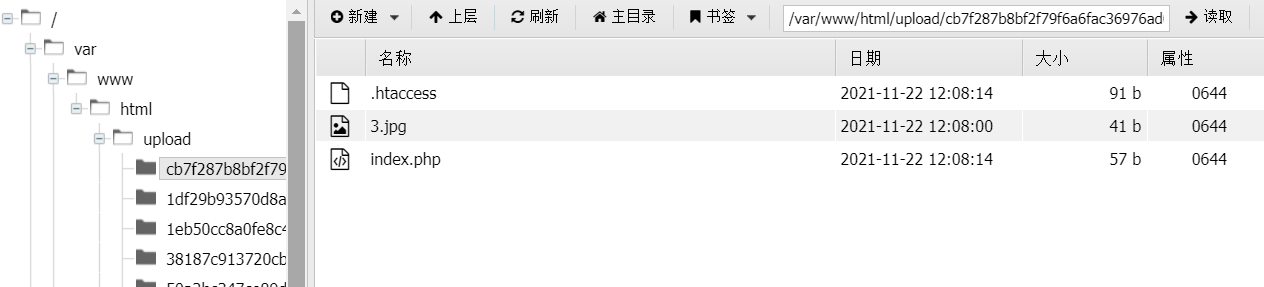 /
var
www
html
upload
cb7f287b8bf2f79
1df29b93570d8a
1eb50cc8a0fe8c4
38187c913720cb
新建 上层 刷新 主目录 书签 /var/www/html/upload/cb7f287b8bf2f79f6a6fac36976ad 读取
名称 日期 大小 属性
.htaccess 2021-11-22 12:08:14 91 b 0644
3.jpg 2021-11-22 12:08:00 41 b 0644
index.php 2021-11-22 12:08:14 57 b 0644